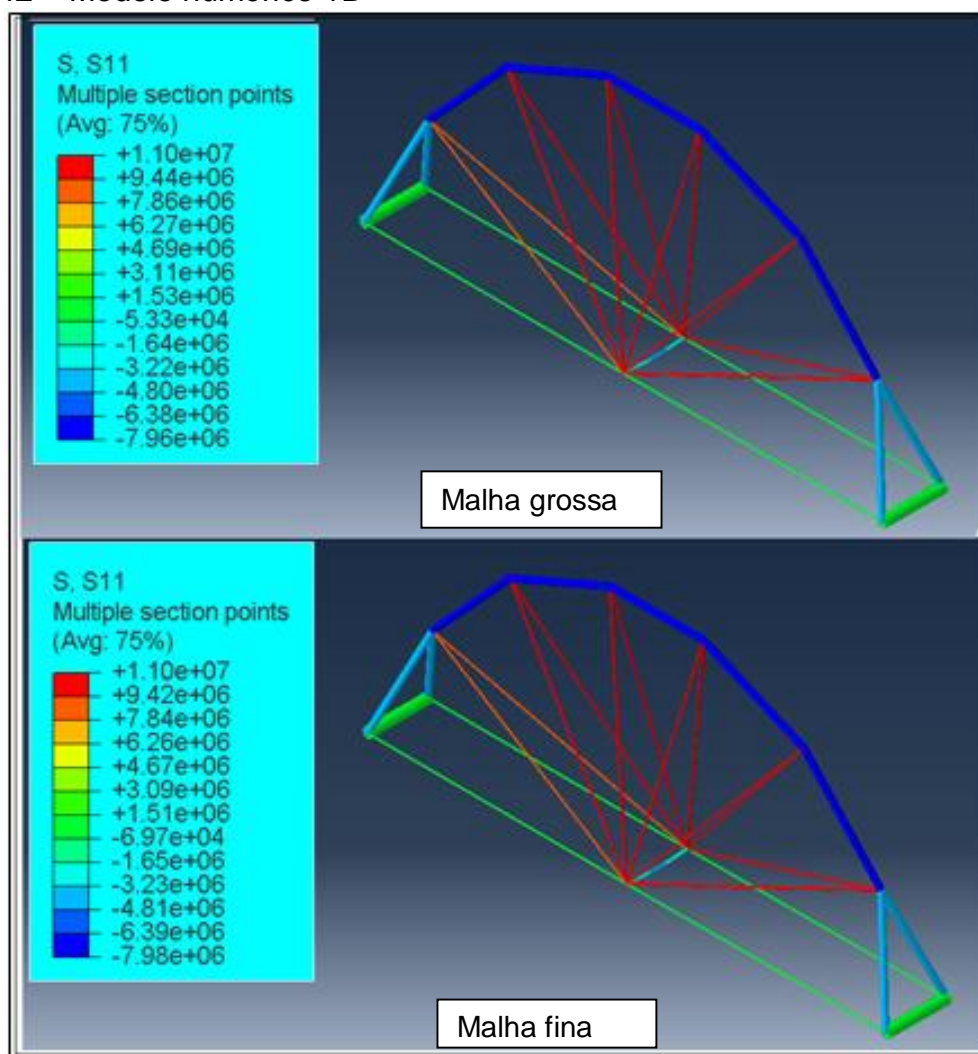 S, S11
Multiple section points
(Avg: 75%)
+1.10e+07
+9.44e+06
+7.86e+06
+6.27e+06
+4.69e+06
+3.11e+06
+1.53e+06
-5.33e+04
-1.64e+06
-3.22e+06
-4.80e+06
-6.38e+06
-7.96e+06
Malha grossa
S, S11
Multiple section points
(Avg: 75%)
+1.10e+07
+9.42e+06
+7.84e+06
+6.26e+06
+4.67e+06
+3.09e+06
+1.51e+06
-6.97e+04
-1.65e+06
-3.23e+06
-4.81e+06
-6.39e+06
-7.98e+06
Malha fina